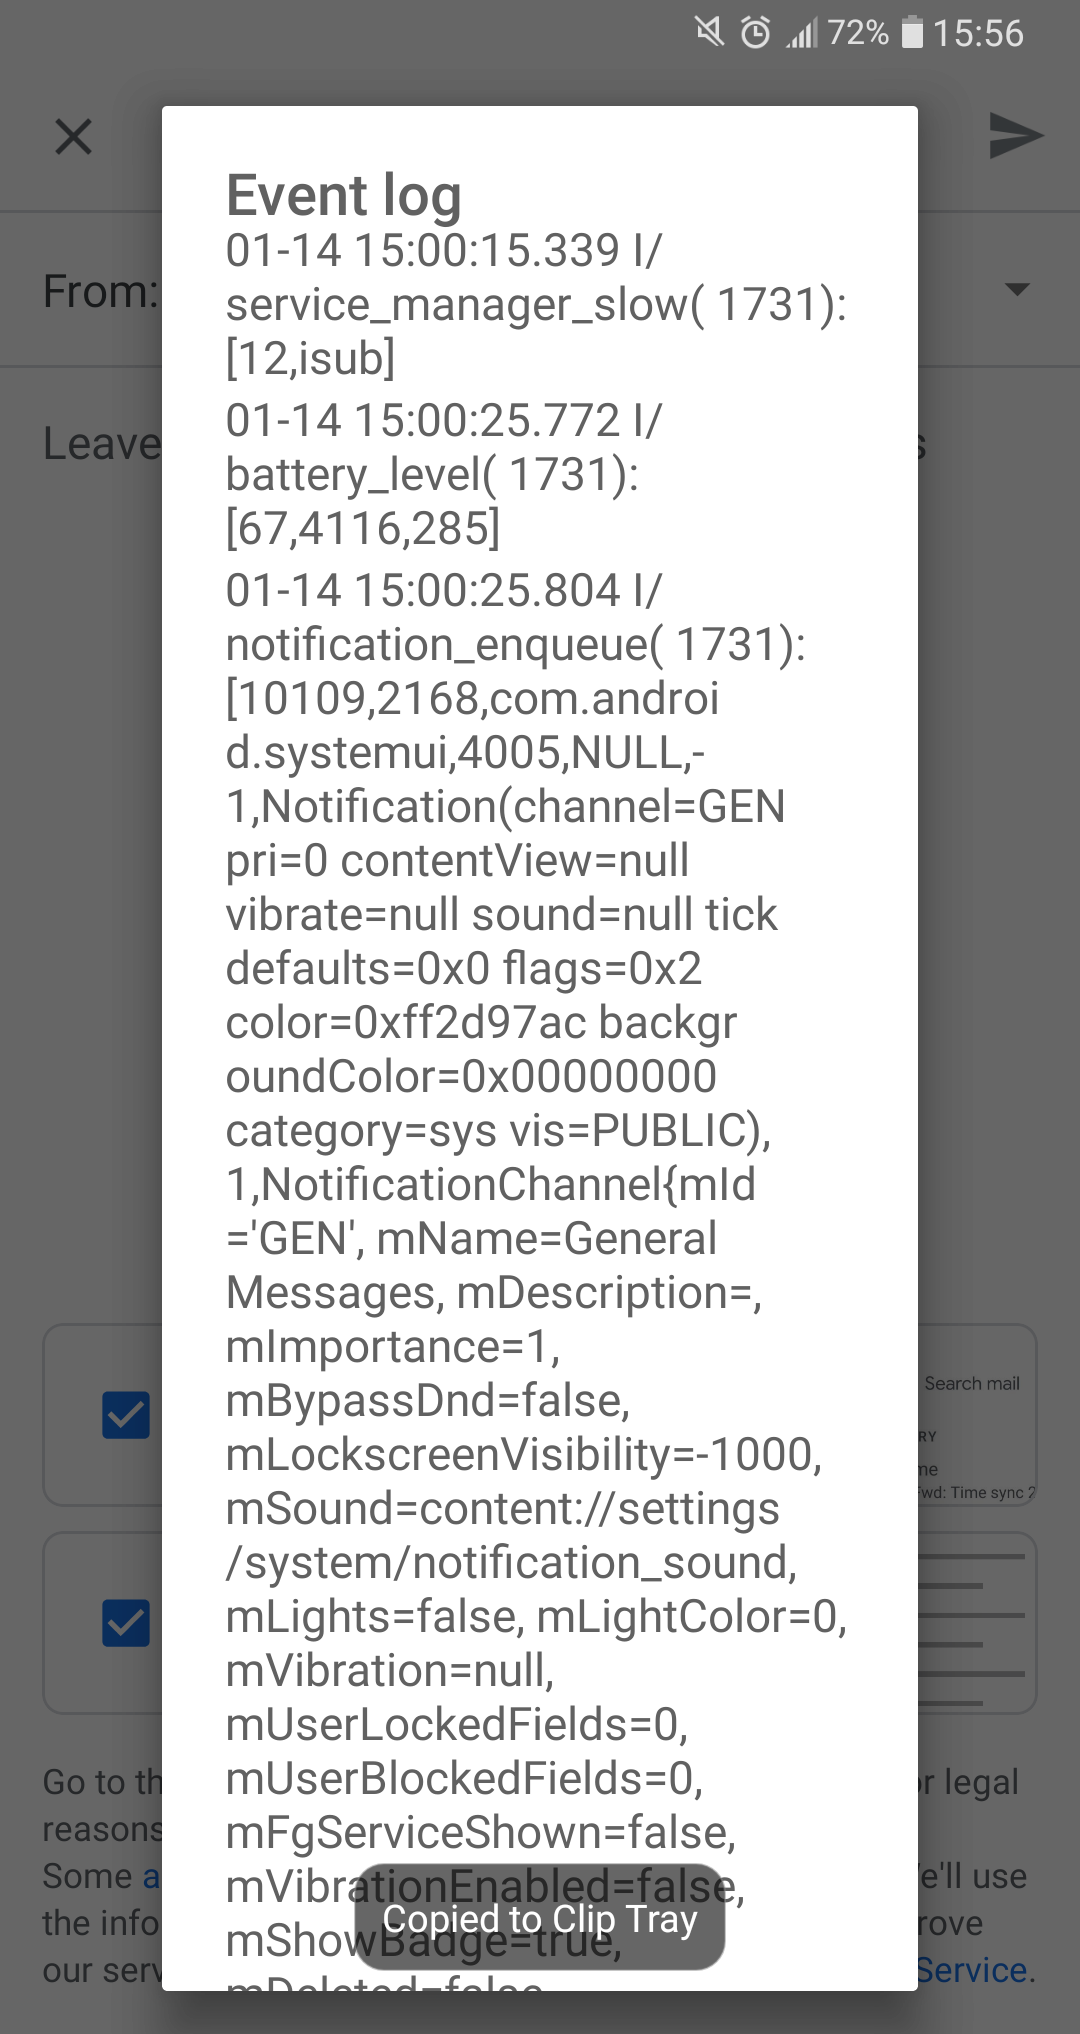 72% 15:56
Event log
01-14 15:00:15.339 I/
service_manager_slow( 1731):
[12,isub]
01-14 15:00:25.772 I/
battery_level( 1731):
[67,4116,285]
01-14 15:00:25.804 I/
notification_enqueue( 1731):
[10109,2168,com.androi
d.systemui,4005,NULL,-
1,Notification(channel=GEN
pri=0 contentView=null
vibrate=null sound=null tick
defaults=0x0 flags=0x2
color=0xff2d97ac backgr
oundColor=0x00000000
category=sys vis=PUBLIC),
1,NotificationChannel{mId
='GEN', mName=General
Messages, mDescription=,
mImportance=1,
mBypassDnd=false,
mLockscreenVisibility=-1000,
mSound=content://settings
/system/notification_sound,
mLights=false, mLightColor=0,
mVibration=null,
mUserLockedFields=0,
mUserBlockedFields=0,
mFgServiceShown=false,
mVibrationEnabled=false,
mShowBadge=true,
mDeleted=false
Copied to Clip Tray
From:
Leave
Search mail
RY
me
Fwd: Time sync 2
Go to th
r legal
reasons
Some a
e'll use
the info
rove
our serv
Service.